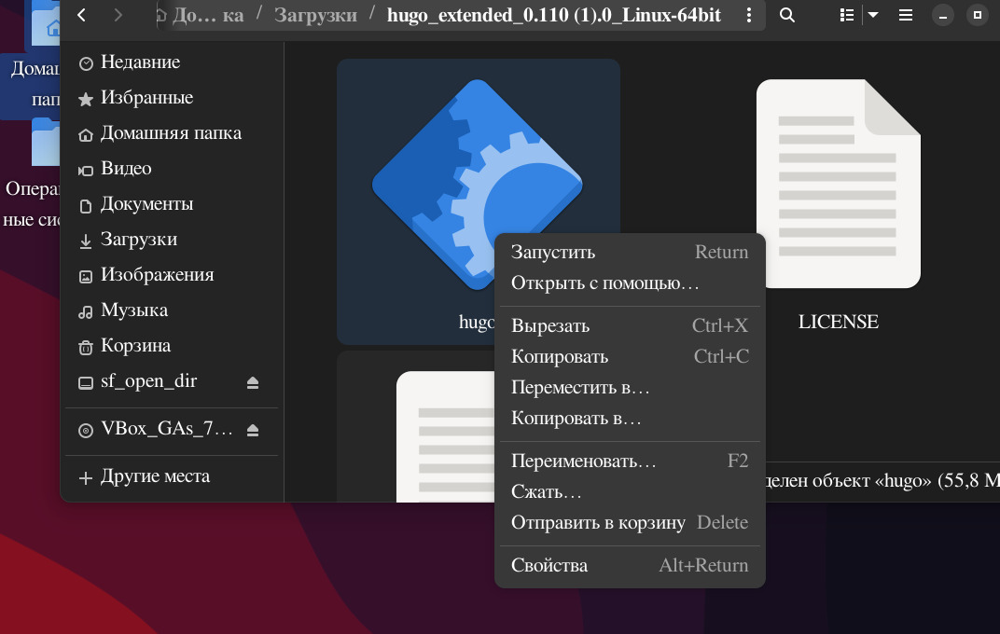 До… ка / Загрузки / hugo_extended_0.110 (1).0_Linux-64bit
Домаш
пап
Опера
ные сис
Недавние
Избранные
Домашняя папка
Видео
Документы
Загрузки
Изображения
Музыка
Корзина
sf_open_dir
VBox_GAs_7…
Другие места
hugo
LICENSE
Запустить Return
Открыть с помощью…
Вырезать Ctrl+X
Копировать Ctrl+C
Переместить в…
Копировать в…
Переименовать… F2
Сжать…
Отправить в корзину Delete
Свойства Alt+Return
делен объект «hugo» (55,8 М